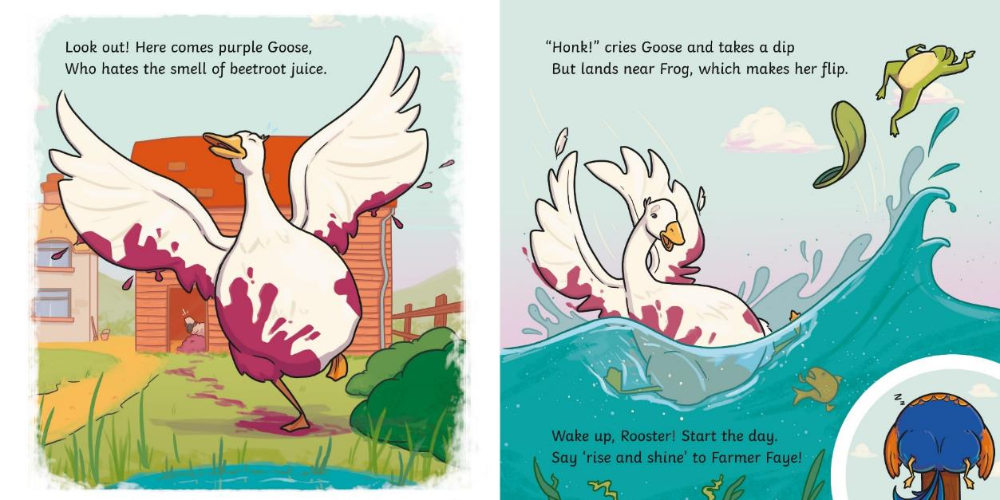 Look out! Here comes purple Goose,
Who hates the smell of beetroot juice.
“Honk!” cries Goose and takes a dip
But lands near Frog, which makes her flip.
Wake up, Rooster! Start the day.
Say ‘rise and shine’ to Farmer Faye!
z
z
z